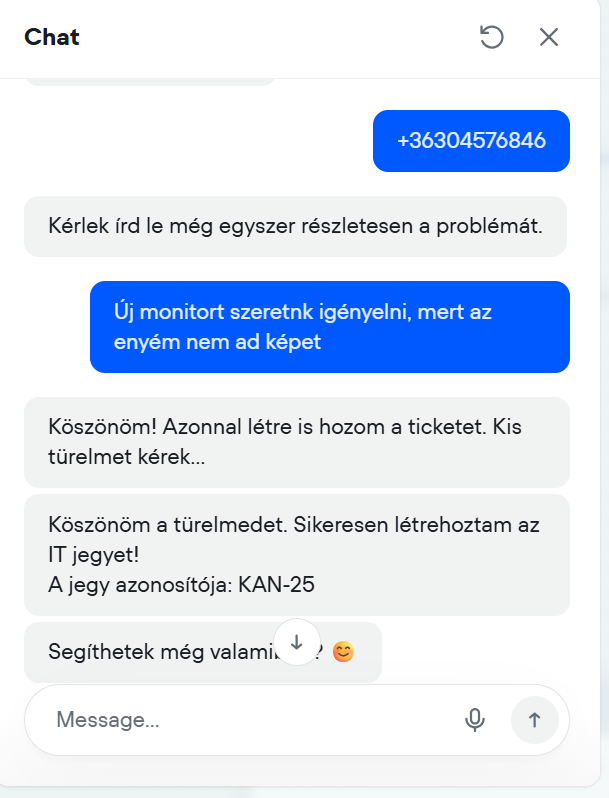 Chat
+36304576846
Kérlek írd le még egyszer részletesen a problémát.
Új monitort szeretnk igényelni, mert az
enyém nem ad képet
Köszönöm! Azonnal létre is hozom a ticketet. Kis
türelmet kérek...
Köszönöm a türelmedet. Sikeresen létrehoztam az
IT jegyet!
A jegy azonosítója: KAN-25
Segíthetek még ? 😊
Message...